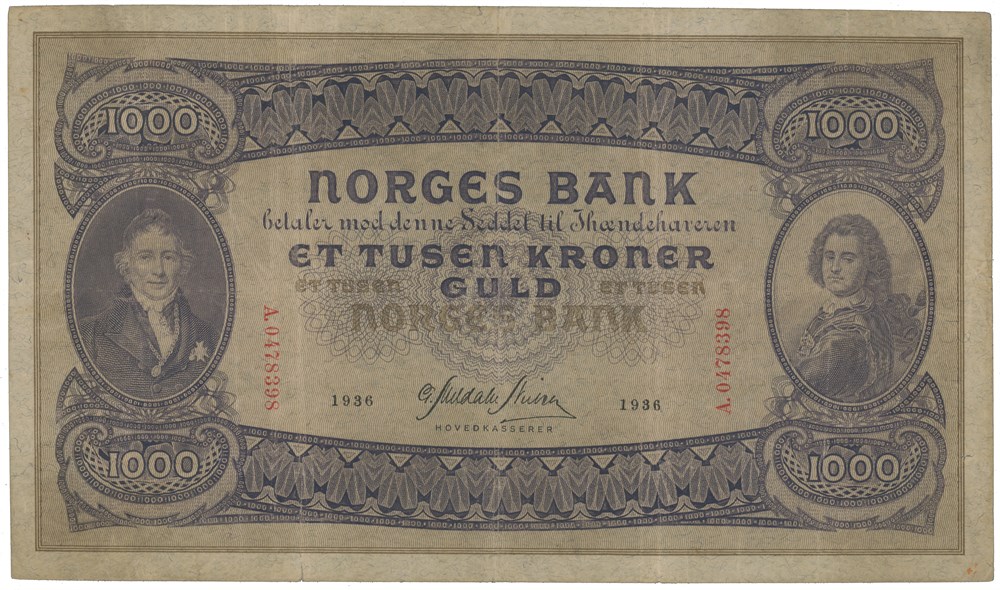 1000 1000
NORGES BANK
betaler mod denne Seddel til Ihændehaveren
ET TUSEN KRONER
ET TUSEN GULD ET TUSEN
NORGES BANK
A.0478398 A.0478398
1936 1936
HOVEDKASSERER
1000 1000